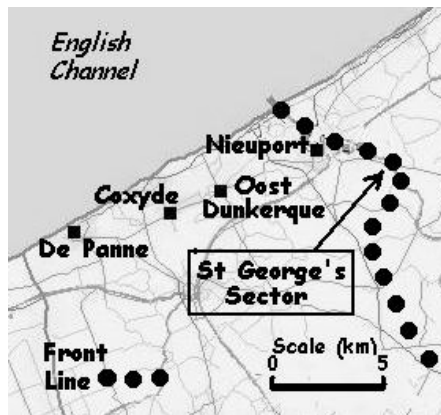 English
Channel
Nieuport
Oost
Dunkerque
Coxyde
De Panne
St George's
Sector
Front
Line
Scale (km)
0 5